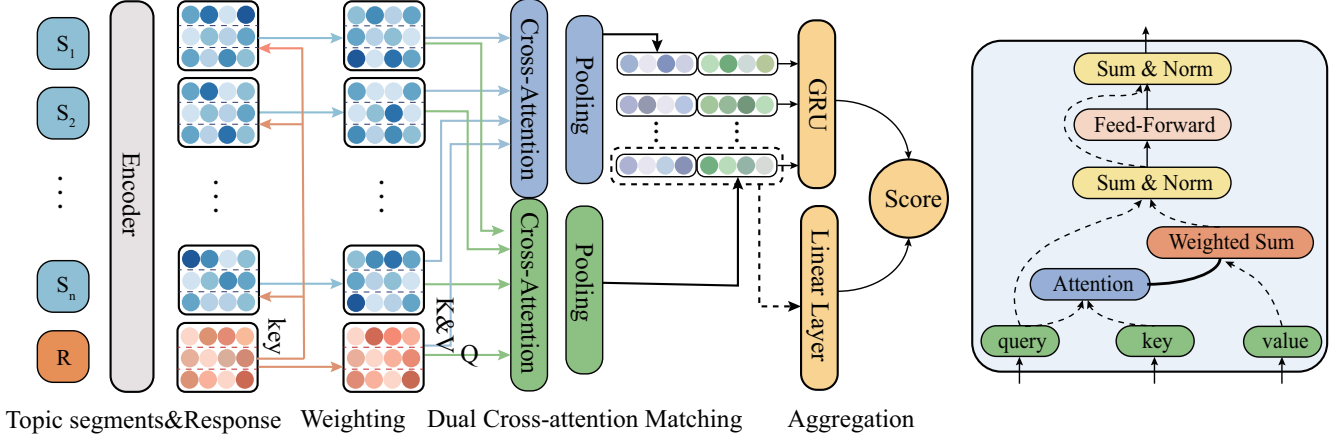 S1
S2
...
Sn
R
Encoder
key
K&V
Q
Cross-Attention
Cross-Attention
Pooling
Pooling
GRU
Linear Layer
Score
Topic segments&Response
Weighting
Dual Cross-attention Matching
Aggregation
Sum & Norm
Feed-Forward
Sum & Norm
Weighted Sum
Attention
query
key
value